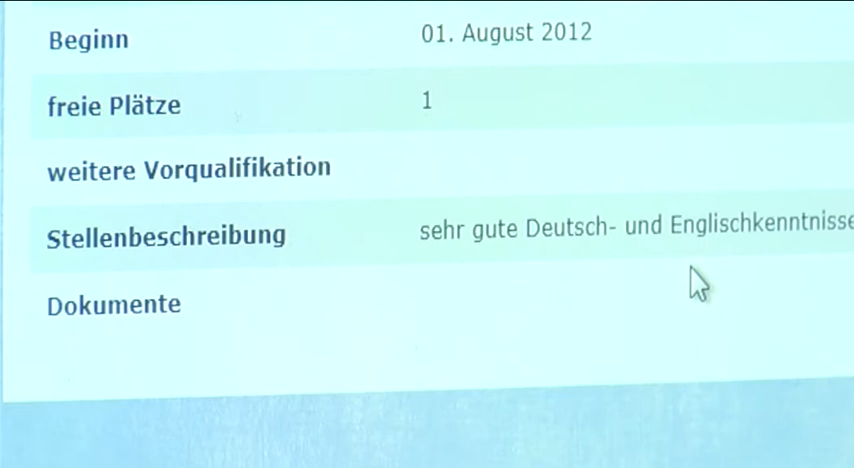 Beginn 01. August 2012
freie Plätze 1
weitere Vorqualifikation
Stellenbeschreibung sehr gute Deutsch- und Englischkenntnisse
Dokumente